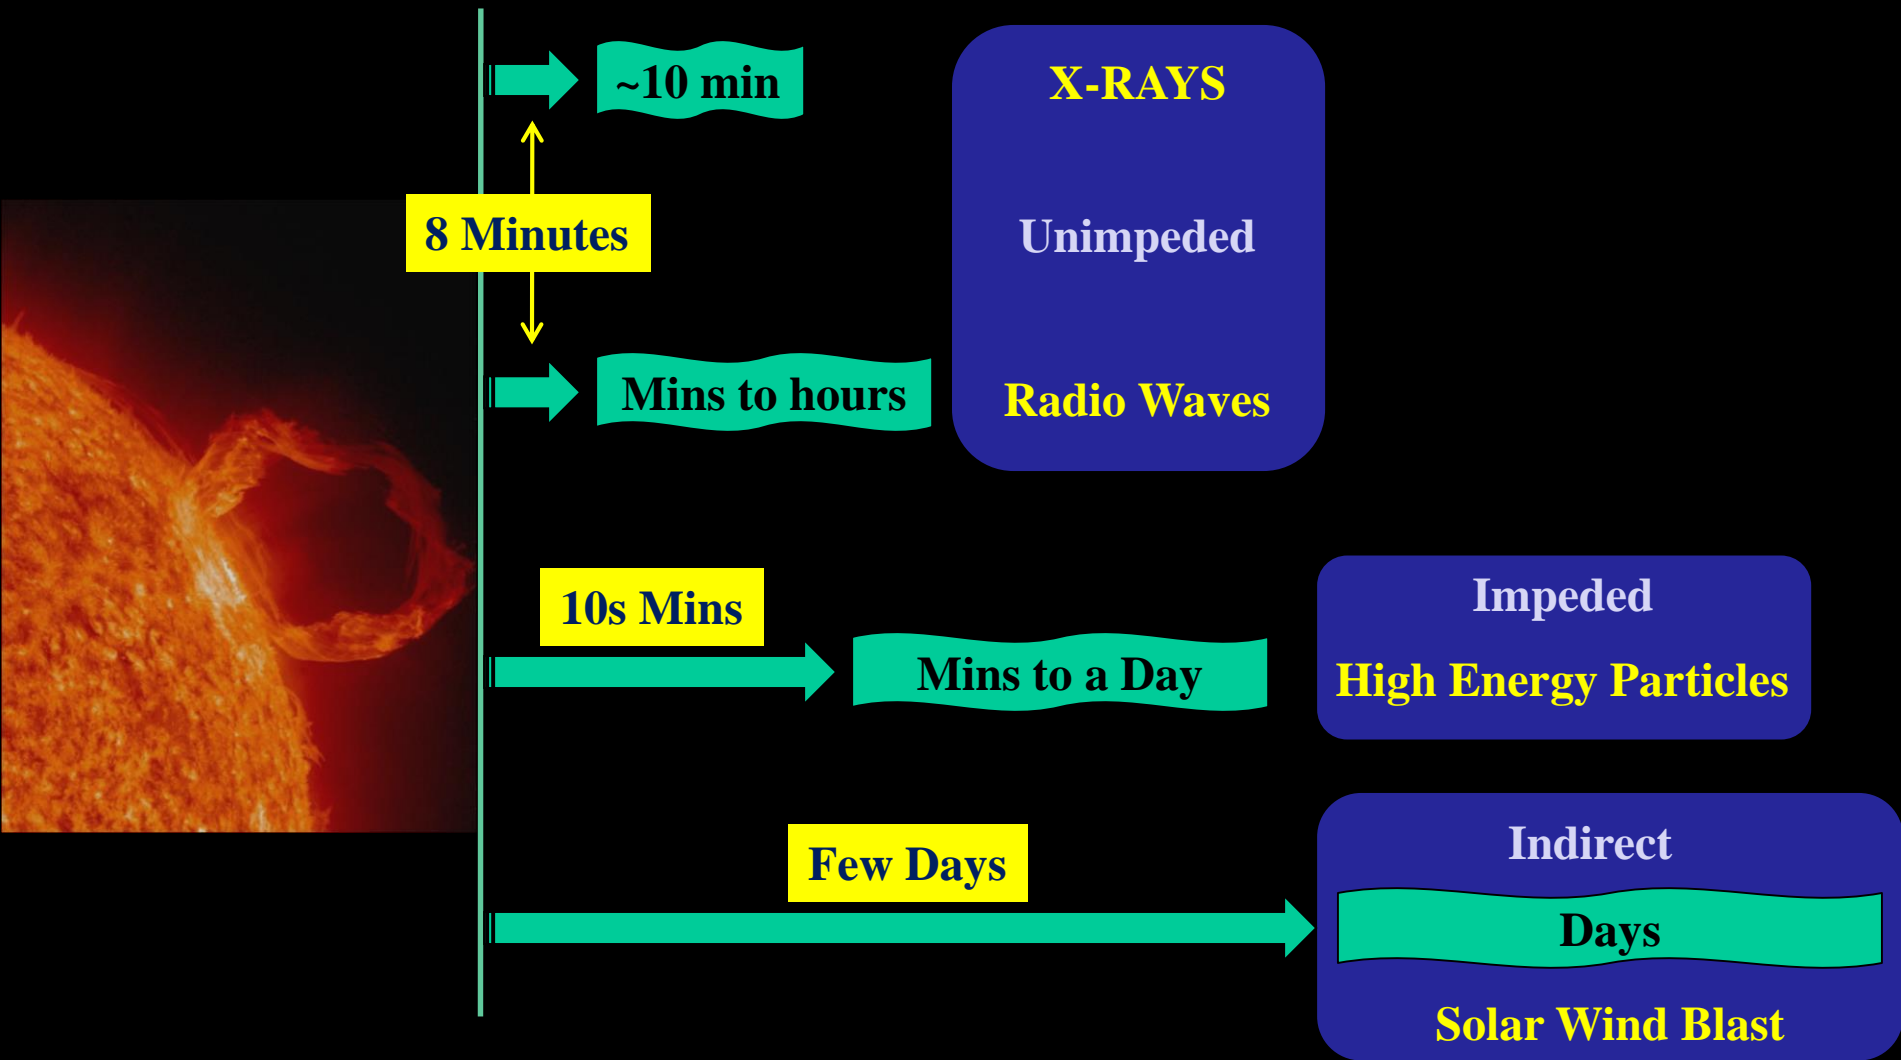 ~10 min
X-RAYS
8 Minutes
Unimpeded
Mins to hours
Radio Waves
10s Mins
Impeded
Mins to a Day
High Energy Particles
Few Days
Indirect
Days
Solar Wind Blast